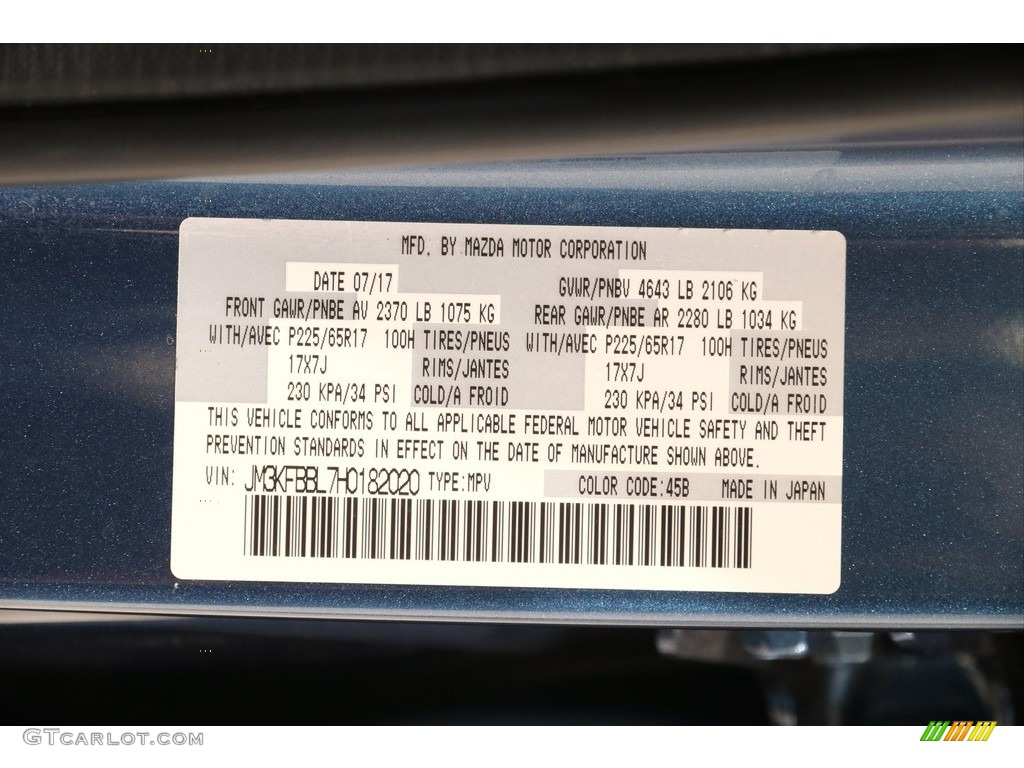 MFD. BY MAZDA MOTOR CORPORATION
DATE 07/17 GVWR/PNBV 4643 LB 2106 KG
FRONT GAWR/PNBE AV 2370 LB 1075 KG REAR GAWR/PNBE AR 2280 LB 1034 KG
WITH/AVEC P225/65R17 100H TIRES/PNEUS WITH/AVEC P225/65R17 100H TIRES/PNEUS
17X7J RIMS/JANTES 17X7J RIMS/JANTES
230 KPA/34 PSI COLD/A FROID 230 KPA/34 PSI COLD/A FROID
THIS VEHICLE CONFORMS TO ALL APPLICABLE FEDERAL MOTOR VEHICLE SAFETY AND THEFT
PREVENTION STANDARDS IN EFFECT ON THE DATE OF MANUFACTURE SHOWN ABOVE.
VIN: JM3KFBBL7H0182020 TYPE:MPV COLOR CODE:45B MADE IN JAPAN
GTcarlot.com